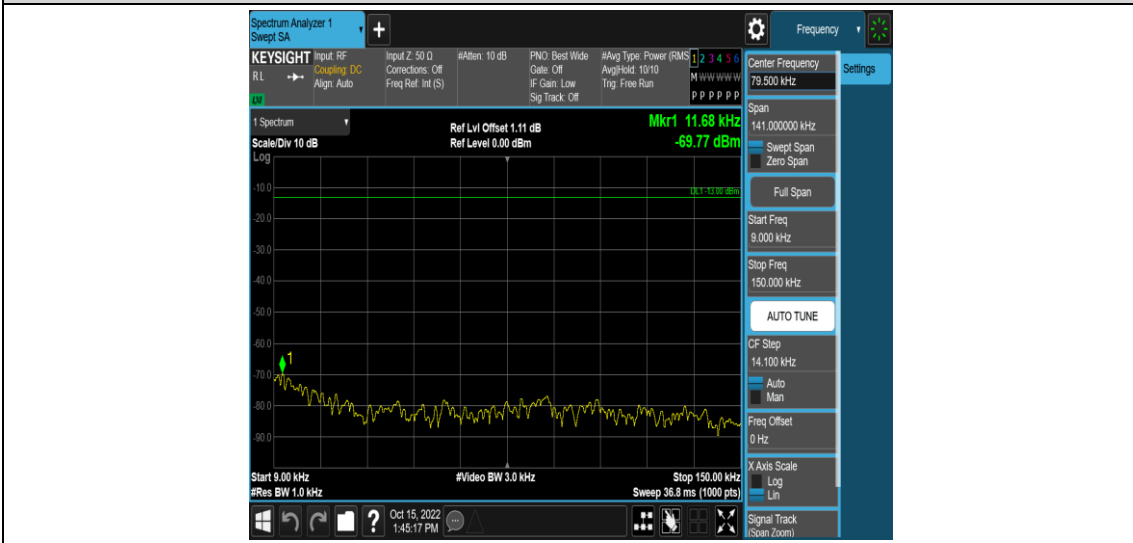 Spectrum Analyzer 1
Swept SA
+
Frequency
KEYSIGHT
RL
LXI
Input: RF
Coupling: DC
Align: Auto
Input Z: 50 Ω
Corrections: Off
Freq Ref: Int (S)
#Atten: 10 dB
PNO: Best Wide
Gate: Off
IF Gain: Low
Sig Track: Off
#Avg Type: Power (RMS
Avg|Hold: 10/10
Trig: Free Run
1 2 3 4 5 6
M W W W W W
P P P P P P
1 Spectrum
Scale/Div 10 dB
Log
Ref Lvl Offset 1.11 dB
Ref Level 0.00 dBm
Mkr1 11.68 kHz
-69.77 dBm
DL1 -13.00 dBm
-10.0
-20.0
-30.0
-40.0
-50.0
-60.0
-70.0
-80.0
-90.0
1
Start 9.00 kHz
#Res BW 1.0 kHz
#Video BW 3.0 kHz
Stop 150.00 kHz
Sweep 36.8 ms (1000 pts)
?
Oct 15, 2022
1:45:17 PM
Center Frequency
79.500 kHz
Settings
Span
141.000000 kHz
Swept Span
Zero Span
Full Span
Start Freq
9.000 kHz
Stop Freq
150.000 kHz
AUTO TUNE
CF Step
14.100 kHz
Auto
Man
Freq Offset
0 Hz
X Axis Scale
Log
Lin
Signal Track
(Span Zoom)